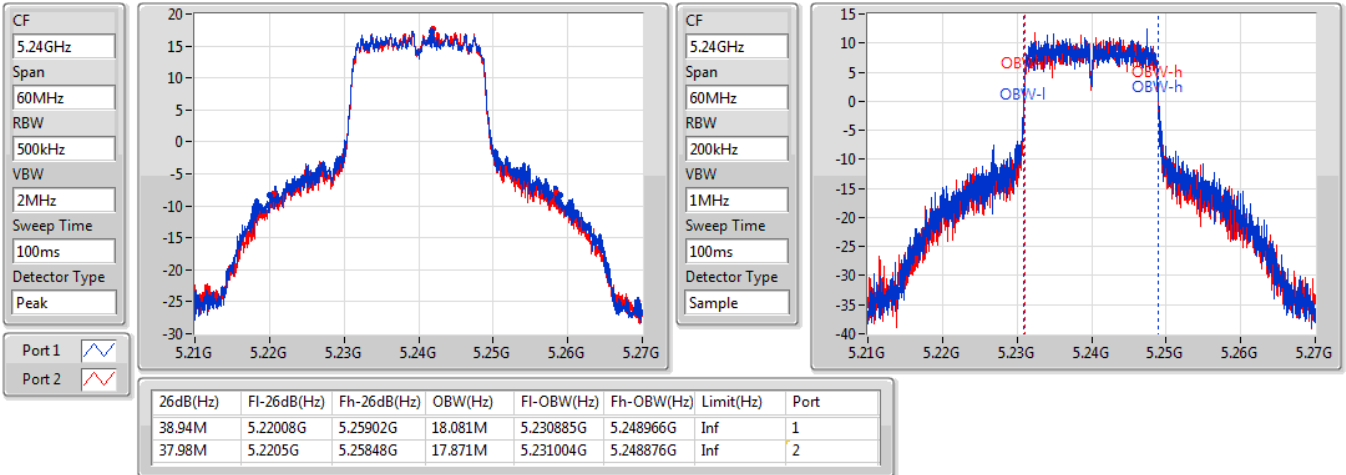 CF
5.24GHz
Span
60MHz
RBW
500kHz
VBW
2MHz
Sweep Time
100ms
Detector Type
Peak
Port 1
Port 2
20
15
10
5
0
-5
-10
-15
-20
-25
-30
5.21G 5.22G 5.23G 5.24G 5.25G 5.26G 5.27G
CF
5.24GHz
Span
60MHz
RBW
200kHz
VBW
1MHz
Sweep Time
100ms
Detector Type
Sample
15
10
5
0
-5
-10
-15
-20
-25
-30
-35
-40
OBW-l
OBW-h
OBW-h
5.21G 5.22G 5.23G 5.24G 5.25G 5.26G 5.27G
26dB(Hz) Fl-26dB(Hz) Fh-26dB(Hz) OBW(Hz) Fl-OBW(Hz) Fh-OBW(Hz) Limit(Hz) Port
38.94M 5.22008G 5.25902G 18.081M 5.230885G 5.248966G Inf 1
37.98M 5.2205G 5.25848G 17.871M 5.231004G 5.248876G Inf 2